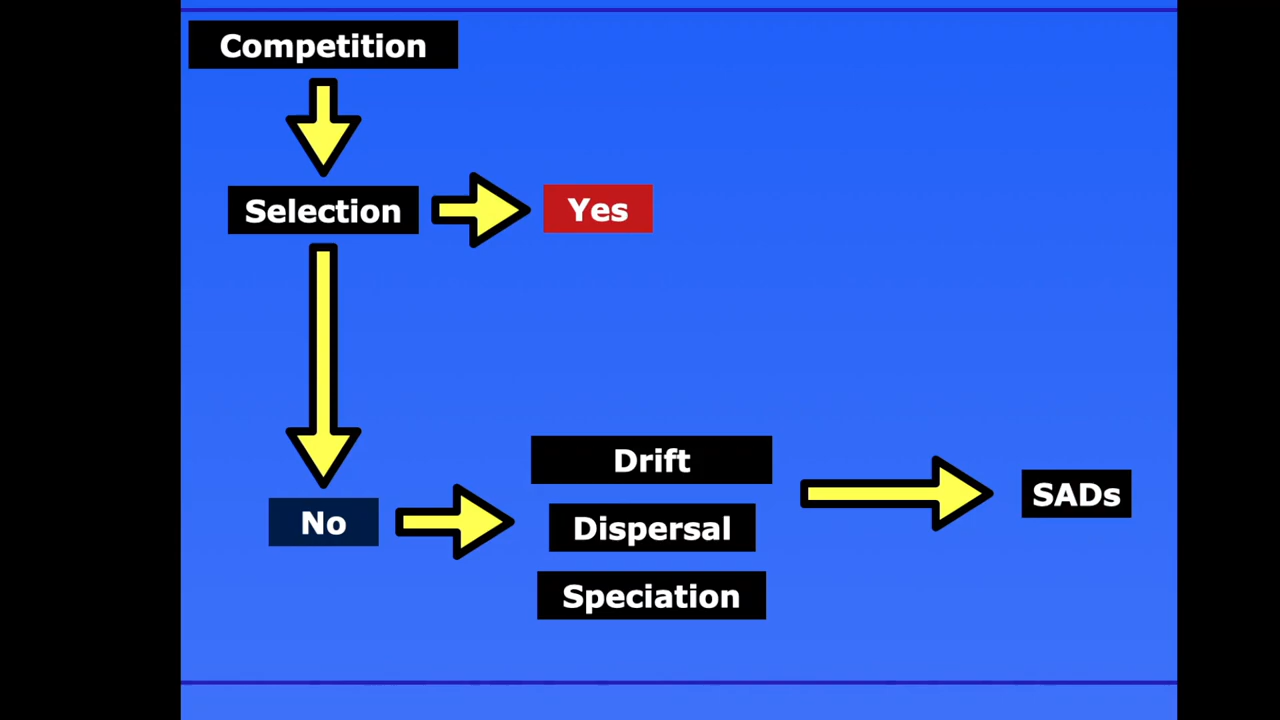 Competition
Selection
Yes
No
Drift
Dispersal
Speciation
SADs